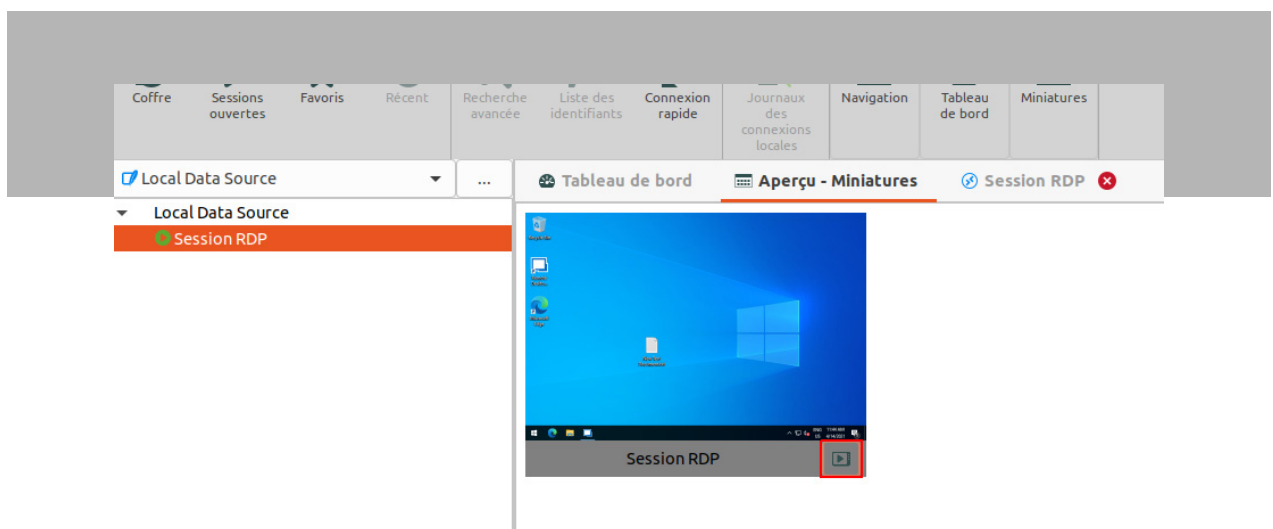 Coffre
Sessions
ouvertes
Favoris
Récent
Recherche
avancée
Liste des
identifiants
Connexion
rapide
Journaux
des
connexions
locales
Navigation
Tableau
de bord
Miniatures
Local Data Source
...
Tableau de bord
Aperçu - Miniatures
Session RDP
Local Data Source
Session RDP
Session RDP